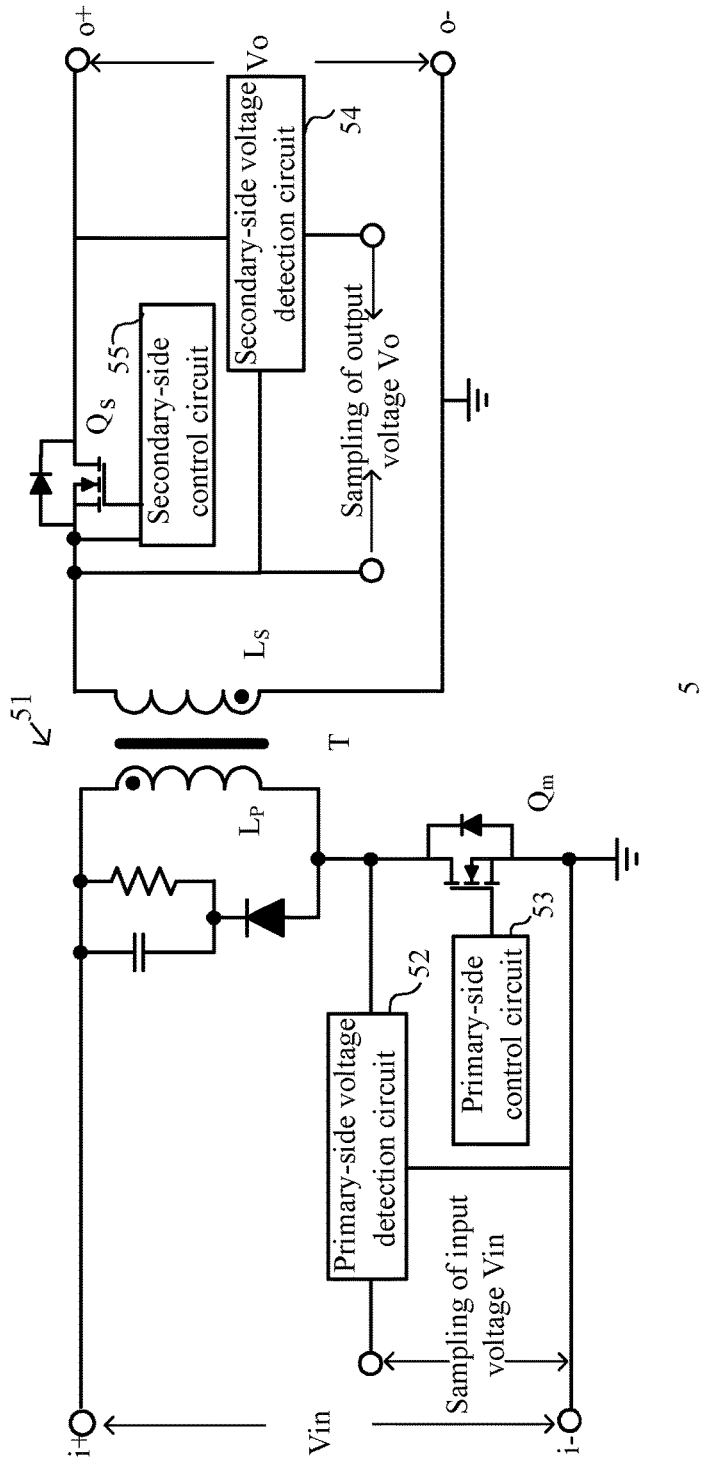 51
i+
Vin
i-
Sampling of input
voltage Vin
Primary-side voltage
detection circuit
52
Primary-side
control circuit
53
Qm
LP
T
LS
QS
55
Secondary-side
control circuit
Secondary-side voltage
detection circuit
54
Sampling of output
voltage Vo
o+
Vo
o-
5